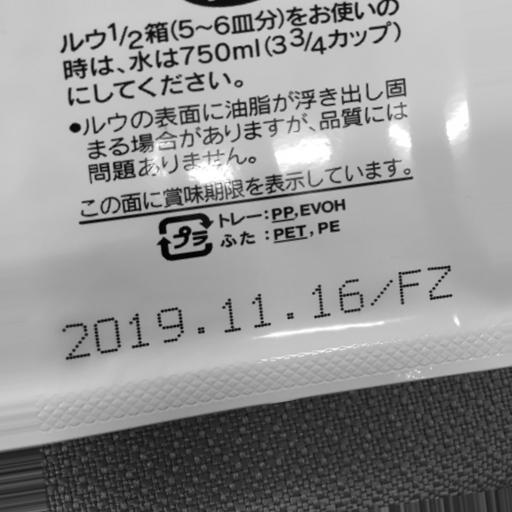 ルウ1/2箱(5〜6皿分)をお使いの
時は、水は750ml(3 3/4カップ)
にしてください。
●ルウの表面に油脂が浮き出し固
まる場合がありますが、品質には
問題ありません。
この面に賞味期限を表示しています。
プラ
トレー:PP,EVOH
ふた:PET,PE
2019.11.16/FZ